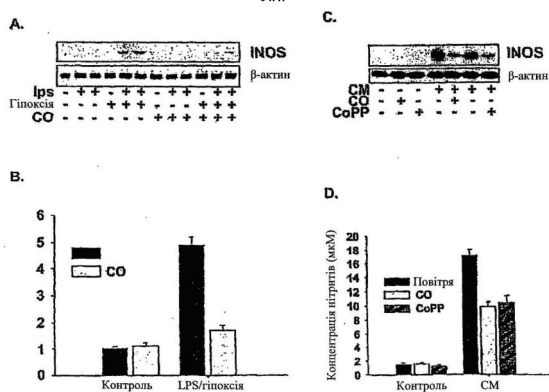 A.
INOS
β-актин
lps - + + - + + - + + - + +
Гіпоксія - - - + + + - - - + + +
CO - - - - - - + + + + + +
C.
INOS
β-актин
CM - - - + + + +
CO - + - - + - -
CoPP - - + - - - +
B.
6
5
4
3
2
1
0
CO
Контроль
LPS/гіпоксія
D.
Концентрація нітритів (мкМ)
20
18
16
14
12
10
8
6
4
2
0
Повітря
CO
CoPP
Контроль
CM